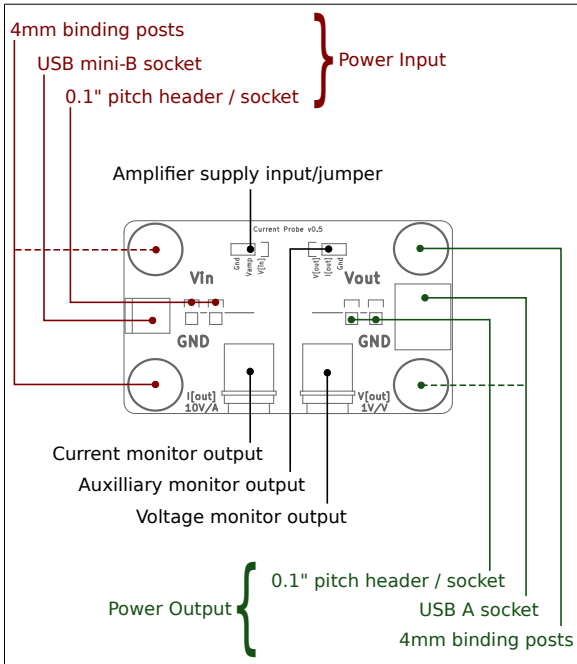 4mm binding posts
USB mini-B socket
0.1" pitch header / socket
Power Input
Amplifier supply input/jumper
Current Probe v0.5
Gnd
Vamp
V[in]
V[out]
I[out]
Gnd
Vin
Vout
GND
GND
I[out]
10V/A
V[out]
1V/V
Current monitor output
Auxilliary monitor output
Voltage monitor output
Power Output
0.1" pitch header / socket
USB A socket
4mm binding posts